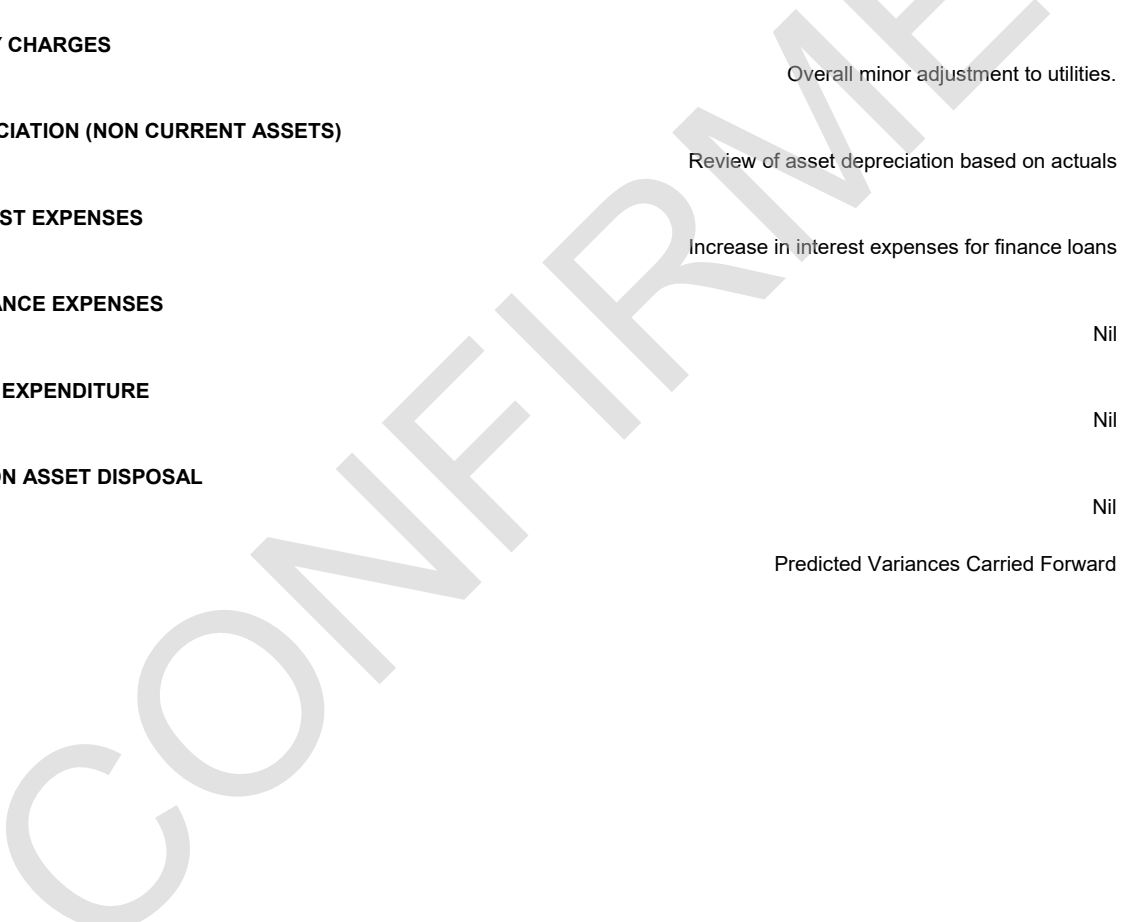 Y CHARGES
Overall minor adjustment to utilities.
CIATION (NON CURRENT ASSETS)
Review of asset depreciation based on actuals
ST EXPENSES
Increase in interest expenses for finance loans
ANCE EXPENSES
Nil
EXPENDITURE
Nil
ON ASSET DISPOSAL
Nil
Predicted Variances Carried Forward
CONFIRME